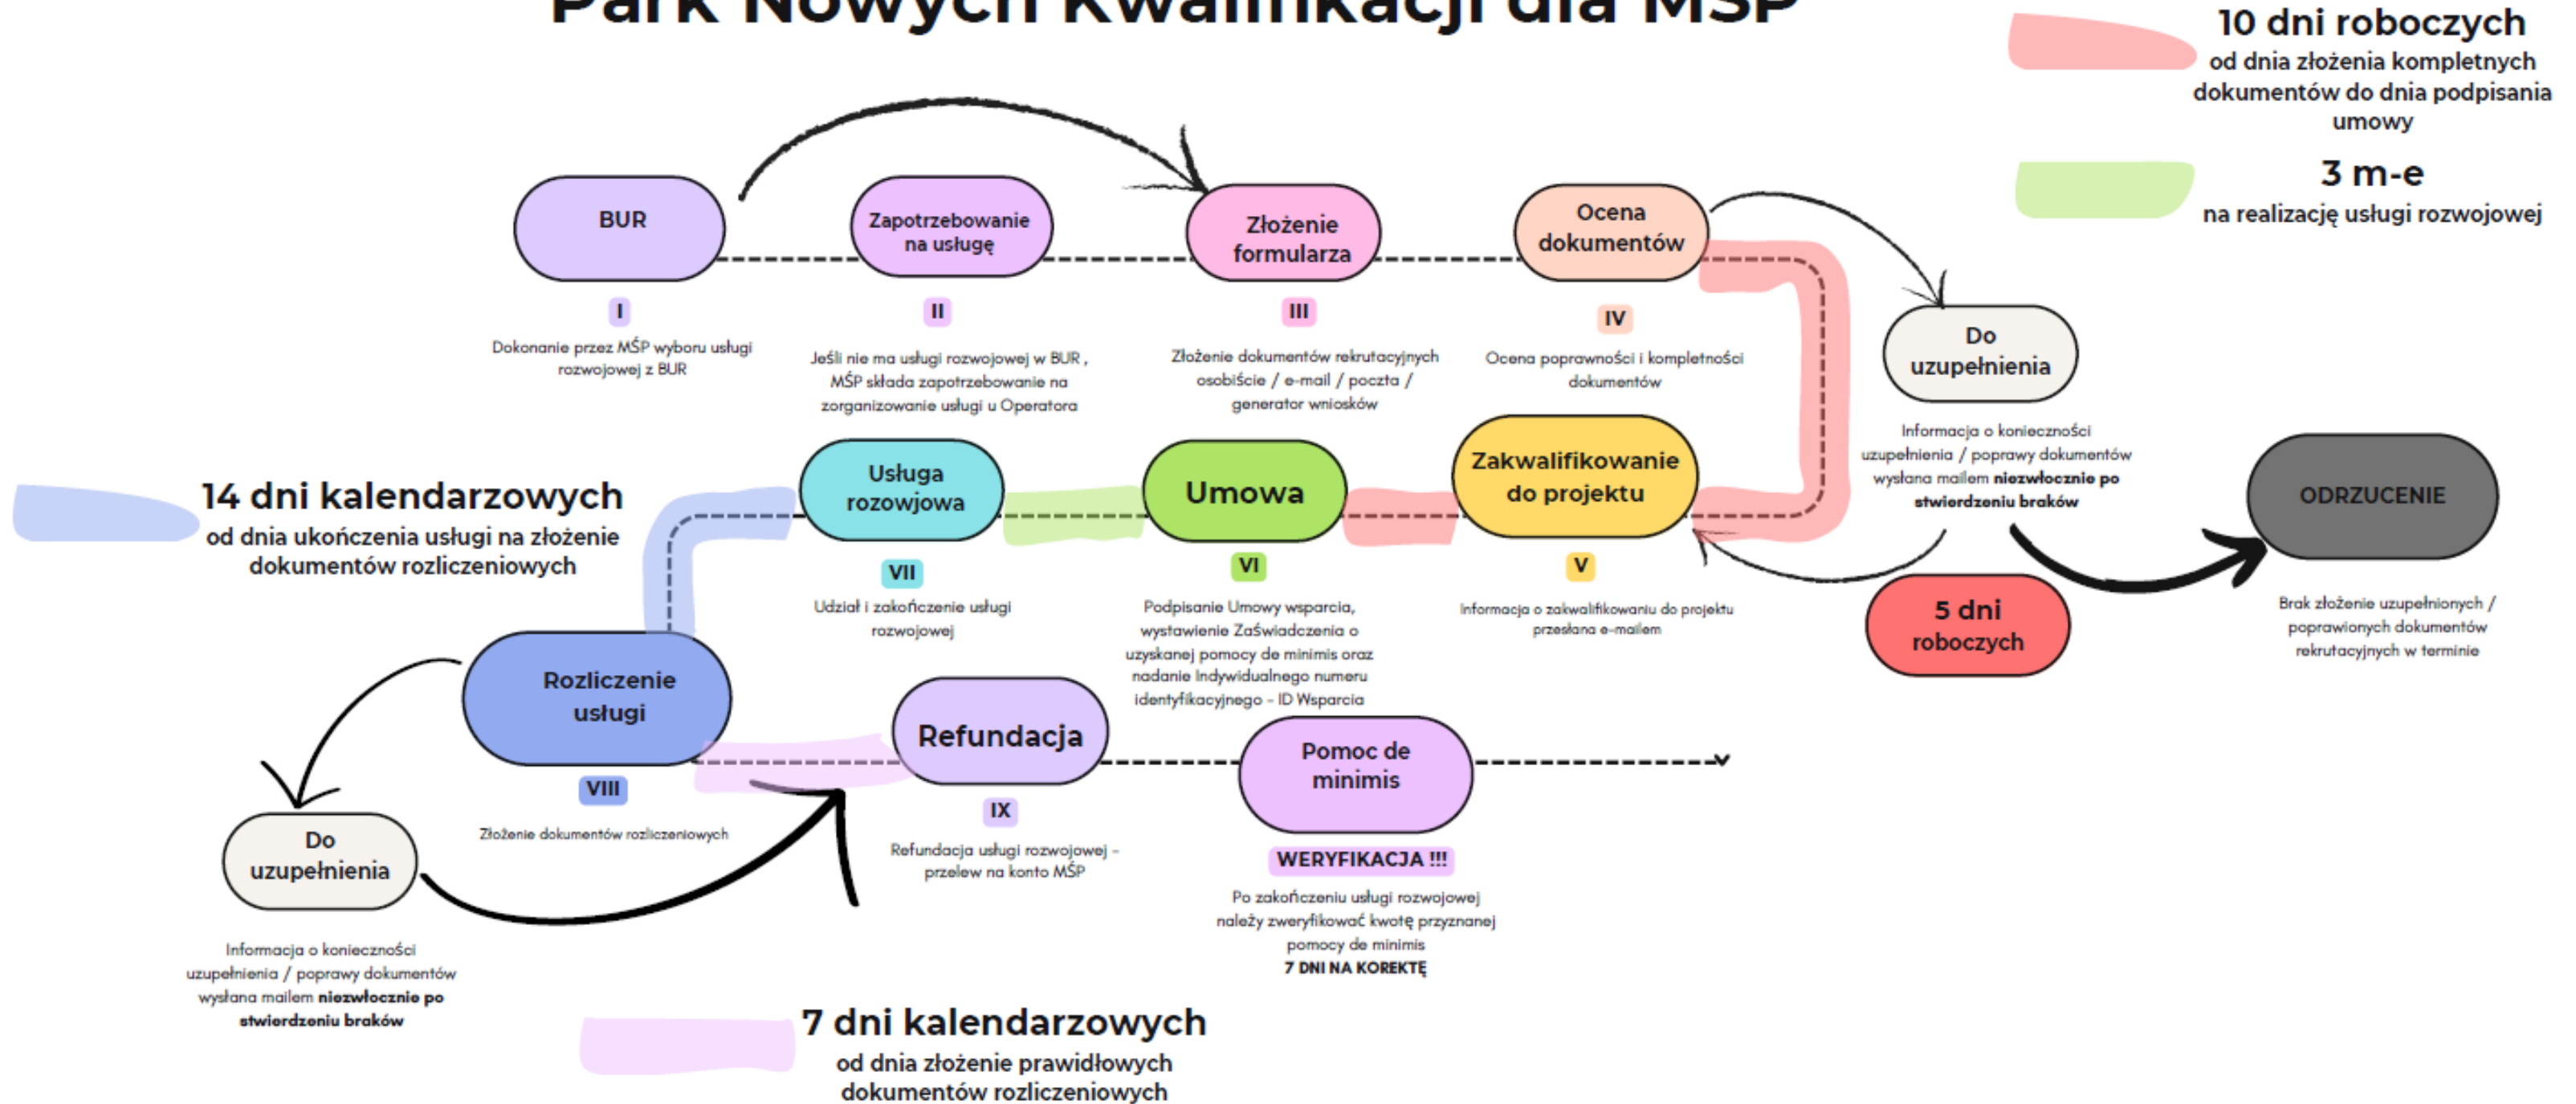 Park Nowych Kwalifikacji dla MŚP
10 dni roboczych
od dnia złożenia kompletnych
dokumentów do dnia podpisania
umowy
3 m-e
na realizację usługi rozwojowej
BUR
I
Dokonanie przez MŚP wyboru usługi
rozwojowej z BUR
Zapotrzebowanie
na usługę
II
Jeśli nie ma usługi rozwojowej w BUR ,
MŚP składa zapotrzebowanie na
zorganizowanie usługi u Operatora
Złożenie
formularza
III
Złożenie dokumentów rekrutacyjnych
osobiście / e-mail / poczta /
generator wniosków
Ocena
dokumentów
IV
Ocena poprawności i kompletności
dokumentów
Do
uzupełnienia
Informacja o konieczności
uzupełnienia / poprawy dokumentów
wysłana mailem niezwłocznie po
stwierdzeniu braków
5 dni
roboczych
ODRZUCENIE
Brak złożenie uzupełnionych /
poprawionych dokumentów
rekrutacyjnych w terminie
Zakwalifikowanie
do projektu
V
Informacja o zakwalifikowaniu do projektu
przesłana e-mailem
Umowa
VI
Podpisanie Umowy wsparcia,
wystawienie Zaświadczenia o
uzyskanej pomocy de minimis oraz
nadanie Indywidualnego numeru
identyfikacyjnego - ID Wsparcia
Usługa
rozowjowa
VII
Udział i zakończenie usługi
rozwojowej
14 dni kalendarzowych
od dnia ukończenia usługi na złożenie
dokumentów rozliczeniowych
Rozliczenie
usługi
VIII
Złożenie dokumentów rozliczeniowych
Do
uzupełnienia
Informacja o konieczności
uzupełnienia / poprawy dokumentów
wysłana mailem niezwłocznie po
stwierdzeniu braków
Refundacja
IX
Refundacja usługi rozwojowej -
przelew na konto MŚP
Pomoc de
minimis
WERYFIKACJA !!!
Po zakończeniu usługi rozwojowej
należy zweryfikować kwotę przyznanej
pomocy de minimis
7 DNI NA KOREKTĘ
7 dni kalendarzowych
od dnia złożenie prawidłowych
dokumentów rozliczeniowych